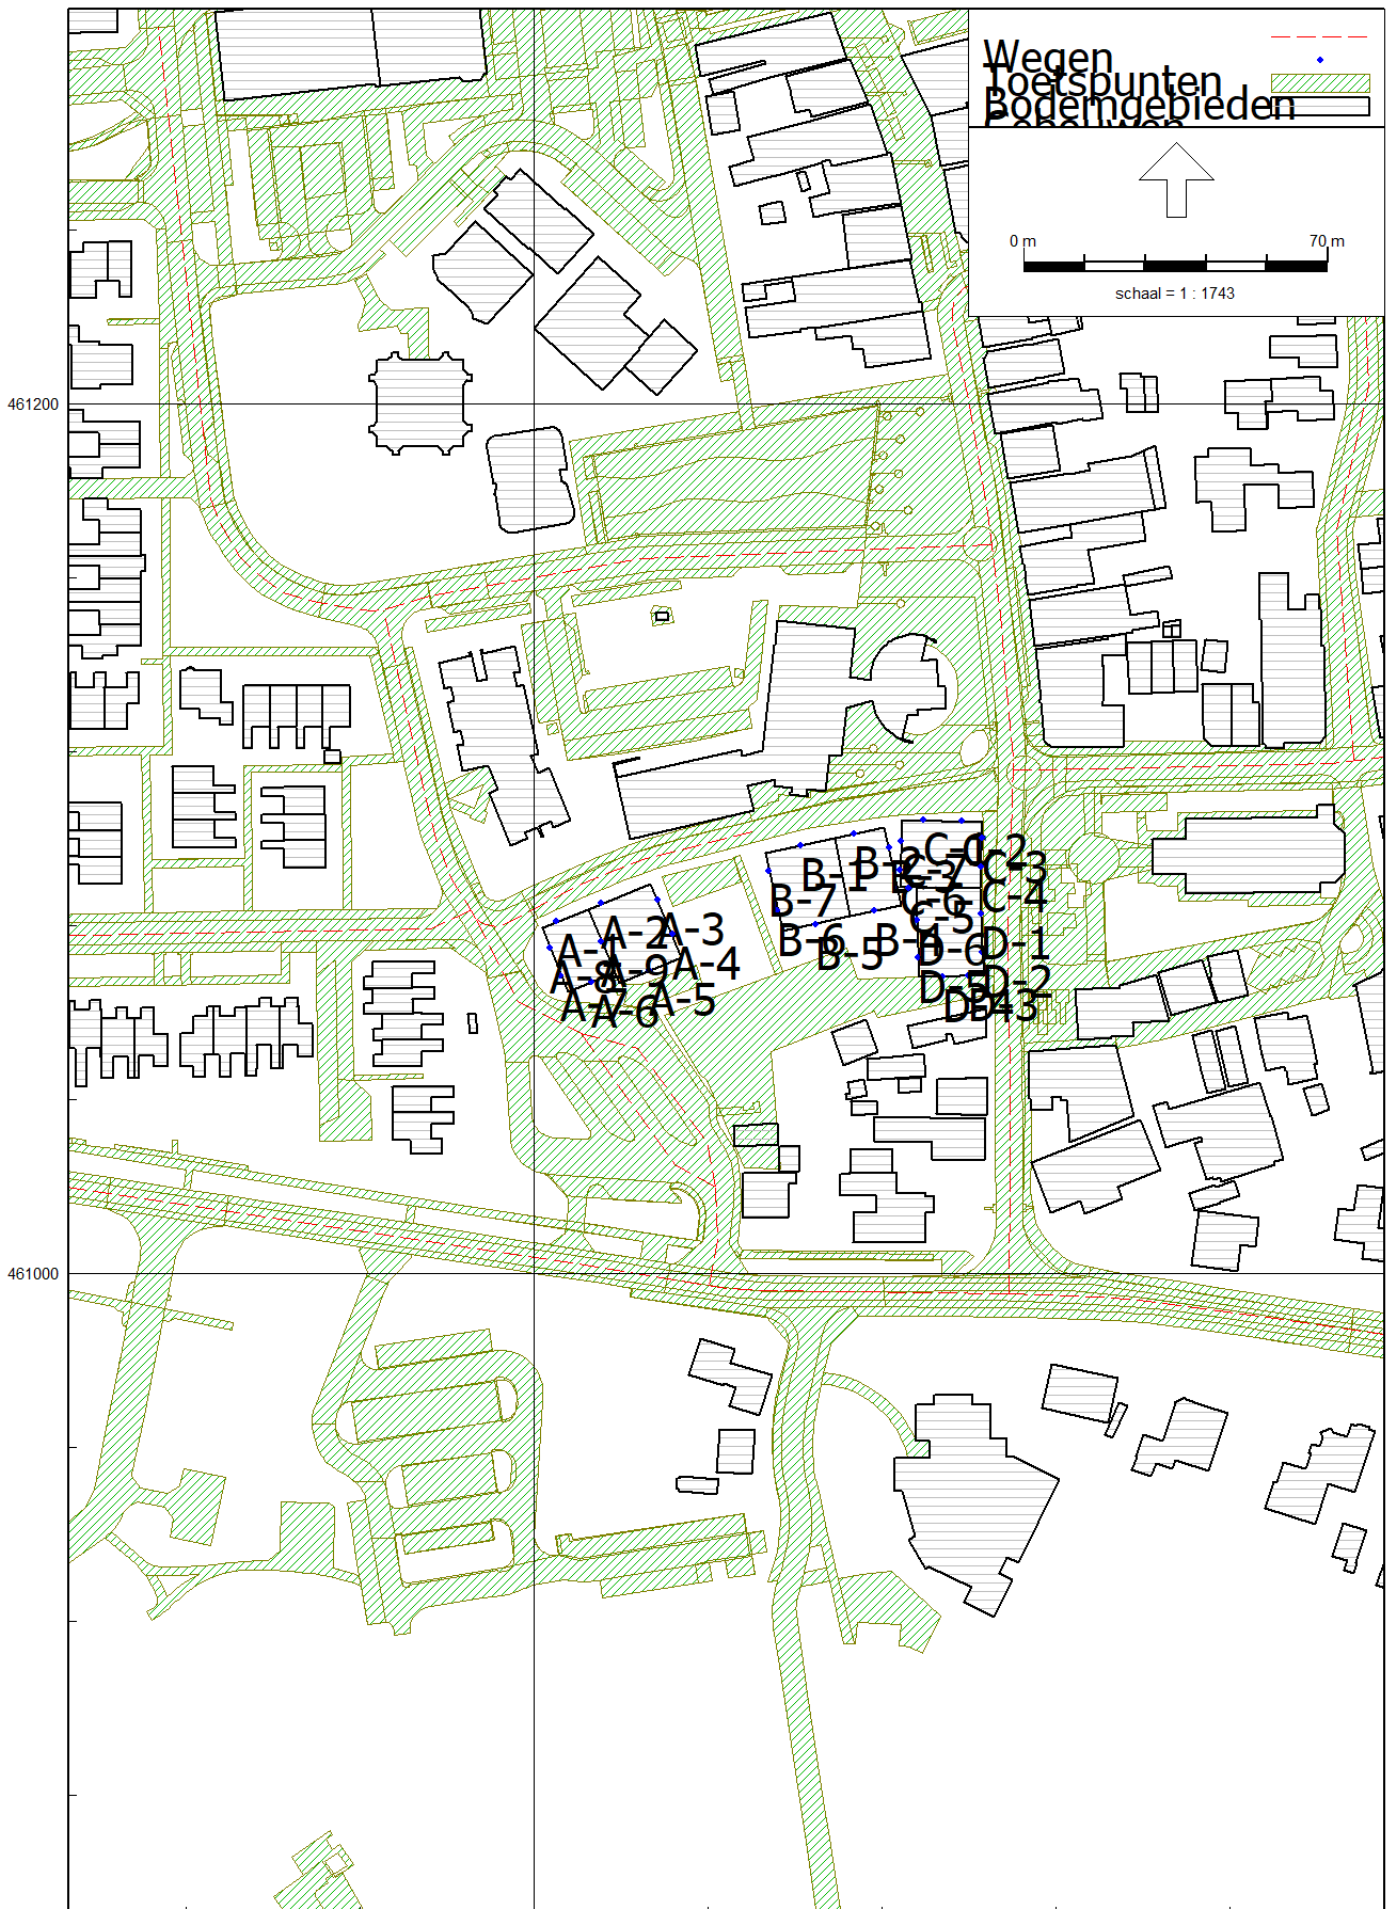 Wegen
Toetspunten
Bodemgebieden
0 m 70 m
schaal = 1 : 1743
461200
C-1 C-2
B-1 B-2 C-7 C-3
B-7 C-6 C-4
A-2 A-3 C-5
A-1 B-6 B-5 B-4 D-6 D-1
A-8 A-9 A-4 D-5 D-2
A-7 A-6 A-5 D-4 D-3
461000